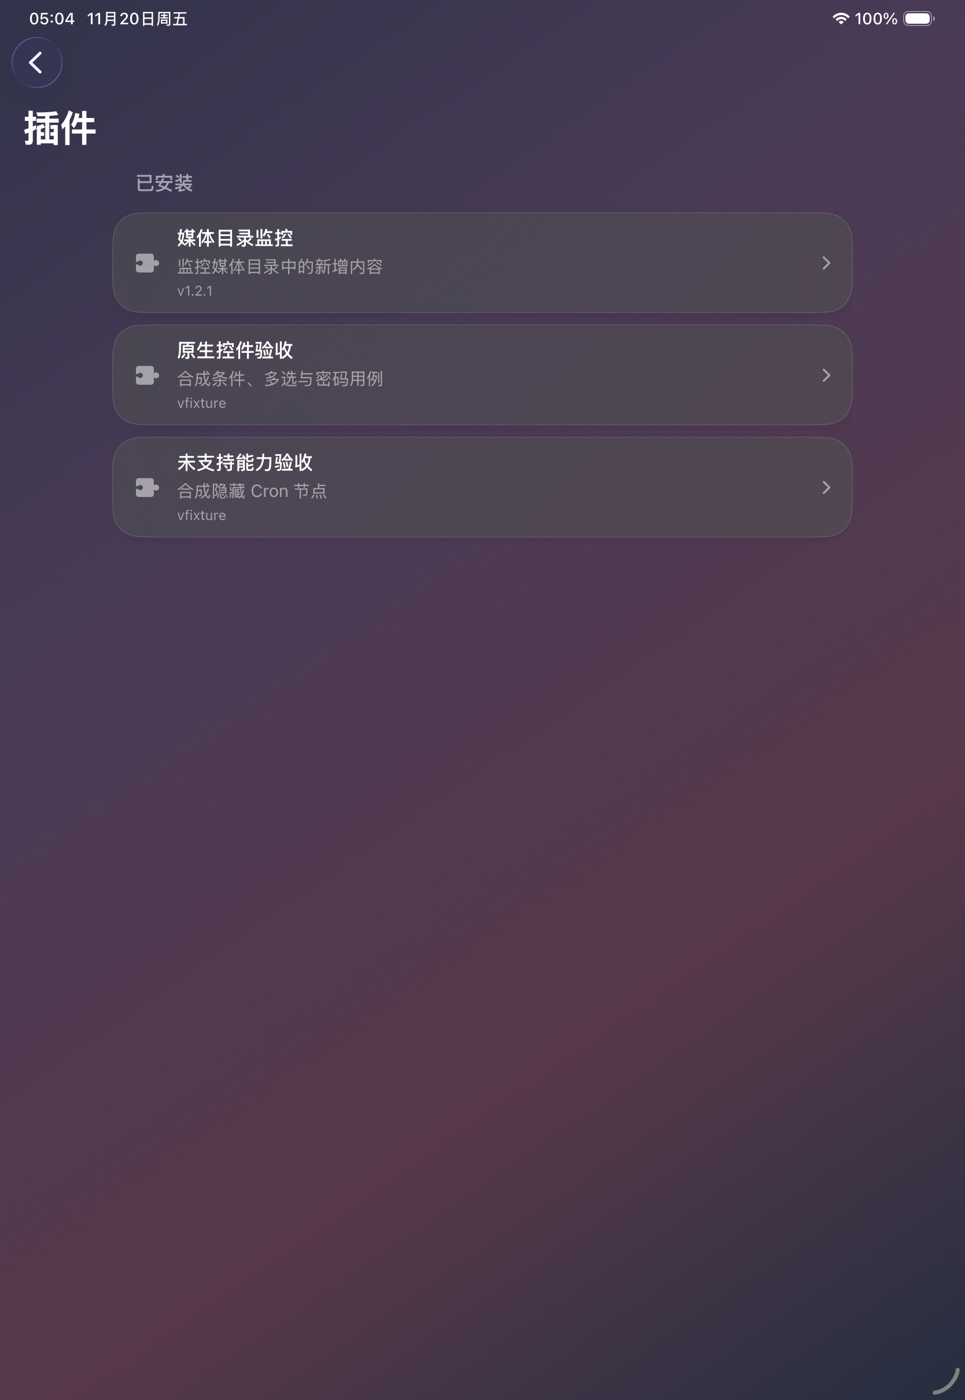 05:04 11月20日周五 100%
插件
已安装
媒体目录监控
监控媒体目录中的新增内容
v1.2.1
原生控件验收
合成条件、多选与密码用例
vfixture
未支持能力验收
合成隐藏 Cron 节点
vfixture